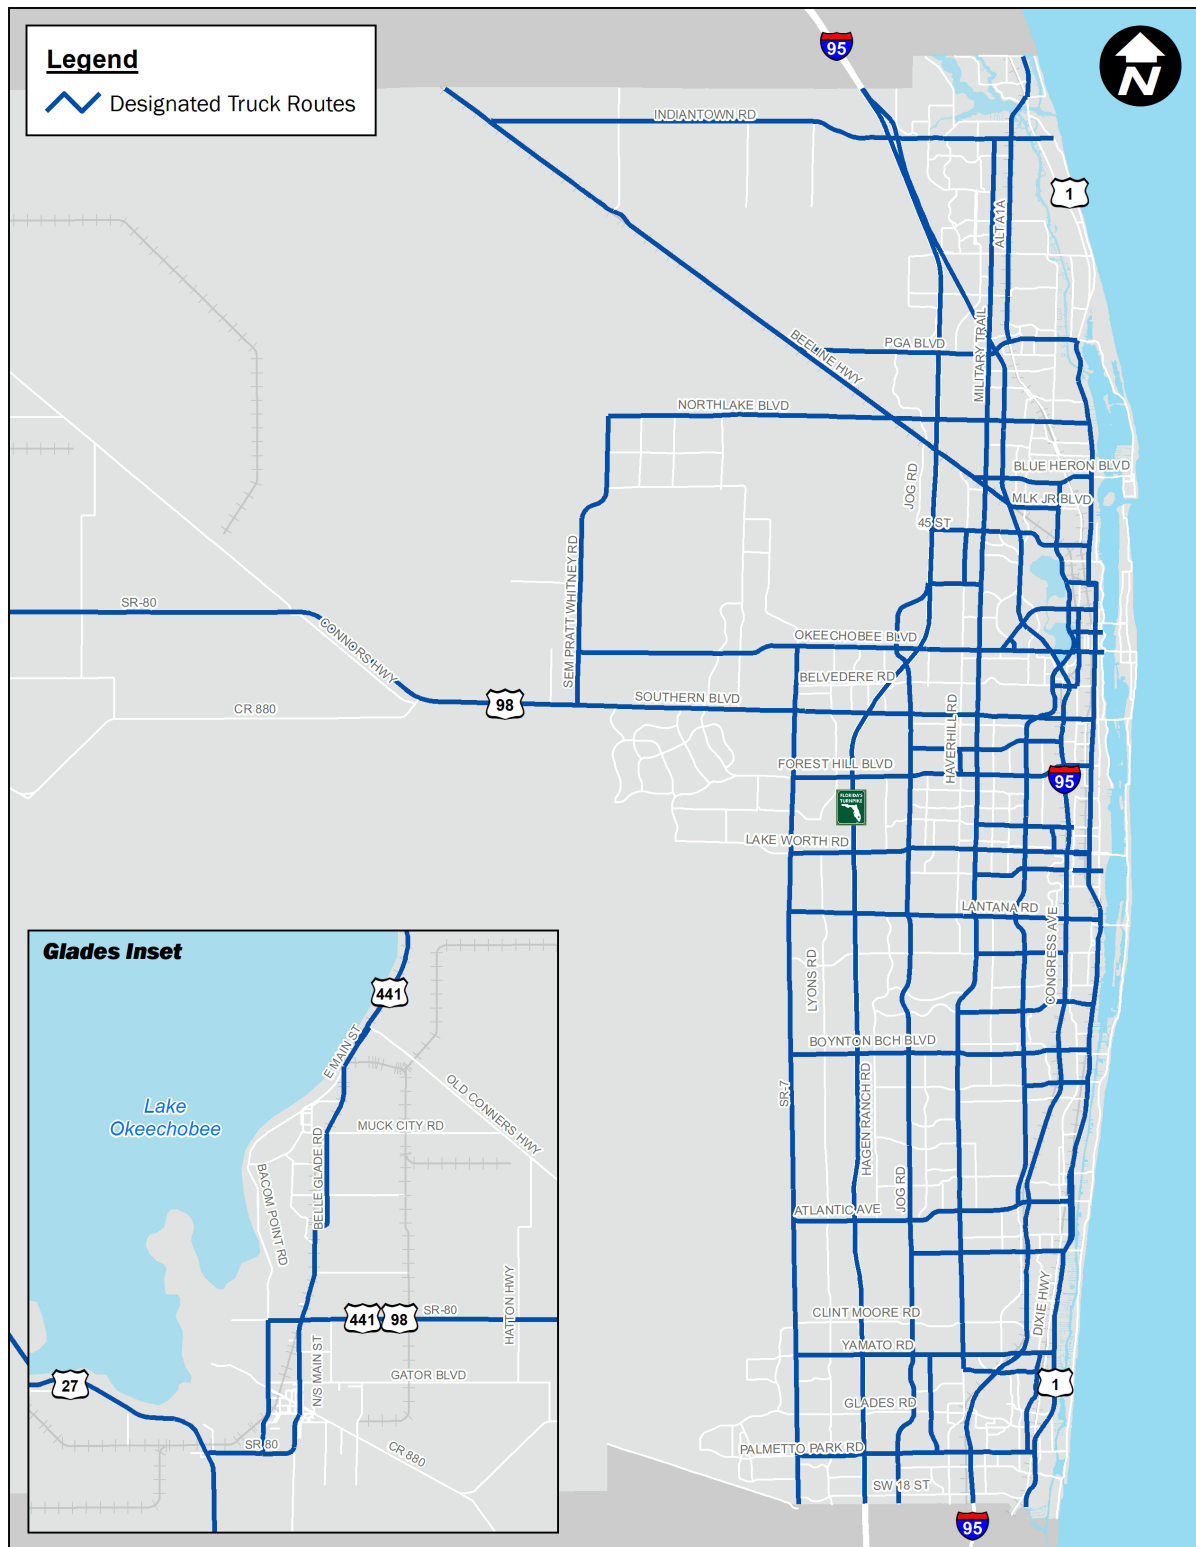 Legend
Designated Truck Routes
95
N
INDIANTOWN RD
1
ALT A1A
BEELINE HWY
PGA BLVD
MILITARY TRAIL
NORTHLAKE BLVD
JOG RD
BLUE HERON BLVD
MLK JR BLVD
45 ST
SEM PRATT WHITNEY RD
SR-80
CONNORS HWY
OKEECHOBEE BLVD
BELVEDERE RD
CR 880
98
SOUTHERN BLVD
HAVERHILL RD
FOREST HILL BLVD
95
FLORIDA'S
TURNPIKE
LAKE WORTH RD
LANTANA RD
CONGRESS AVE
LYONS RD
BOYNTON BCH BLVD
SR-7
HAGEN RANCH RD
JOG RD
ATLANTIC AVE
DIXIE HWY
CLINT MOORE RD
YAMATO RD
1
GLADES RD
PALMETTO PARK RD
SW 18 ST
95
Glades Inset
441
E MAIN ST
OLD CONNERS HWY
Lake
Okeechobee
MUCK CITY RD
BELLE GLADE RD
BACOM POINT RD
HATTON HWY
441
98
SR-80
N/S MAIN ST
27
GATOR BLVD
SR 80
CR 880